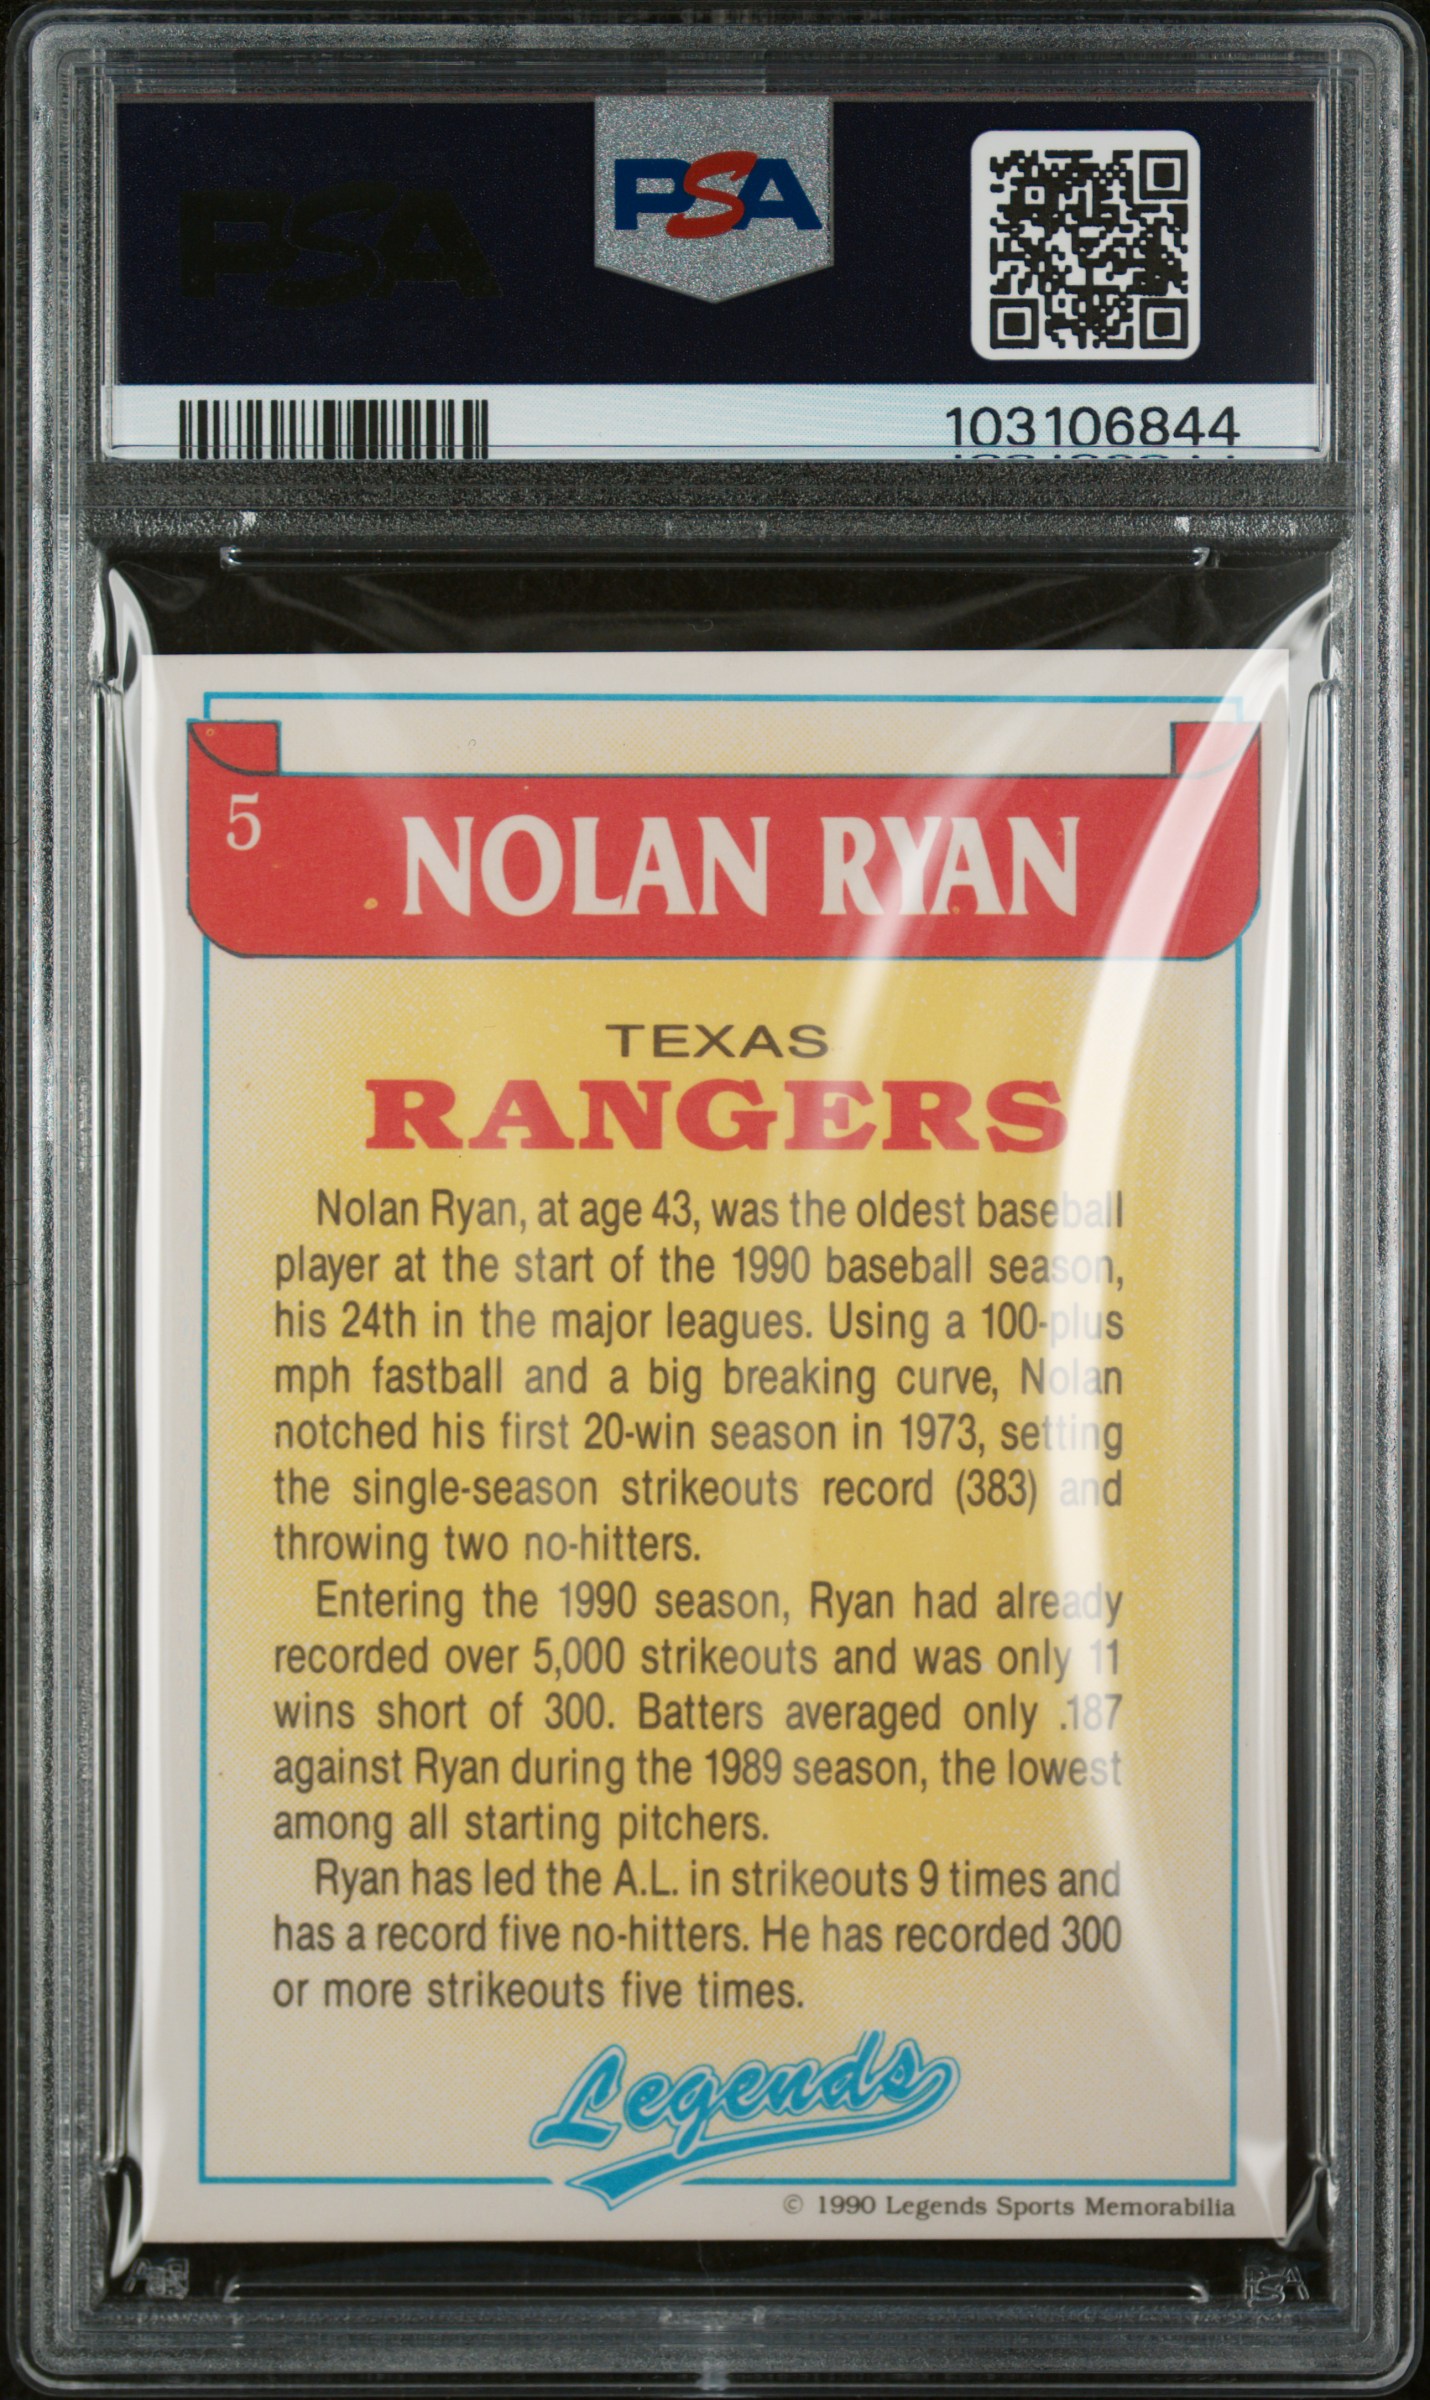 PSA
PSA
103106844
5
NOLAN RYAN
TEXAS
RANGERS
Nolan Ryan, at age 43, was the oldest baseball
player at the start of the 1990 baseball season,
his 24th in the major leagues. Using a 100-plus
mph fastball and a big breaking curve, Nolan
notched his first 20-win season in 1973, setting
the single-season strikeouts record (383) and
throwing two no-hitters.
Entering the 1990 season, Ryan had already
recorded over 5,000 strikeouts and was only 11
wins short of 300. Batters averaged only .187
against Ryan during the 1989 season, the lowest
among all starting pitchers.
Ryan has led the A.L. in strikeouts 9 times and
has a record five no-hitters. He has recorded 300
or more strikeouts five times.
Legends
© 1990 Legends Sports Memorabilia
PSA